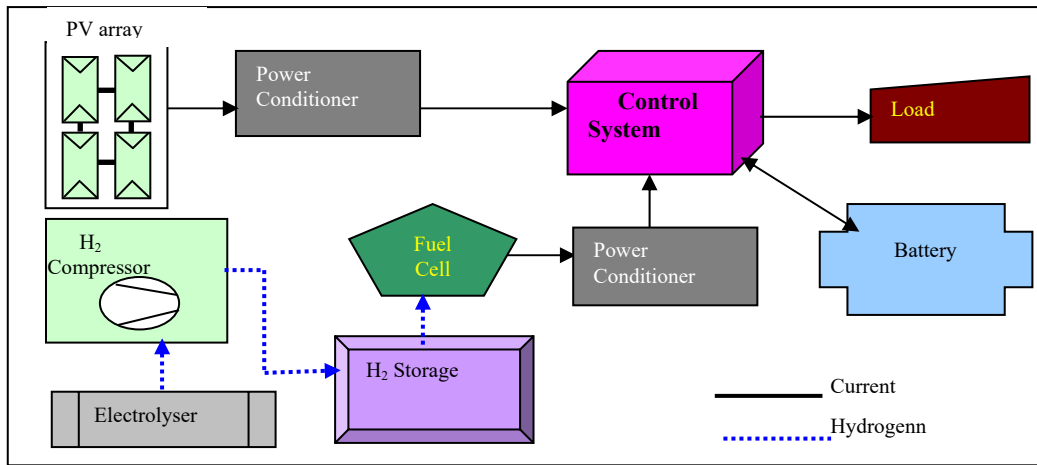 PV array
Power
Conditioner
Control
System
Load
H₂
Compressor
Fuel
Cell
Power
Conditioner
Battery
H₂ Storage
Electrolyser
Current
Hydrogenn